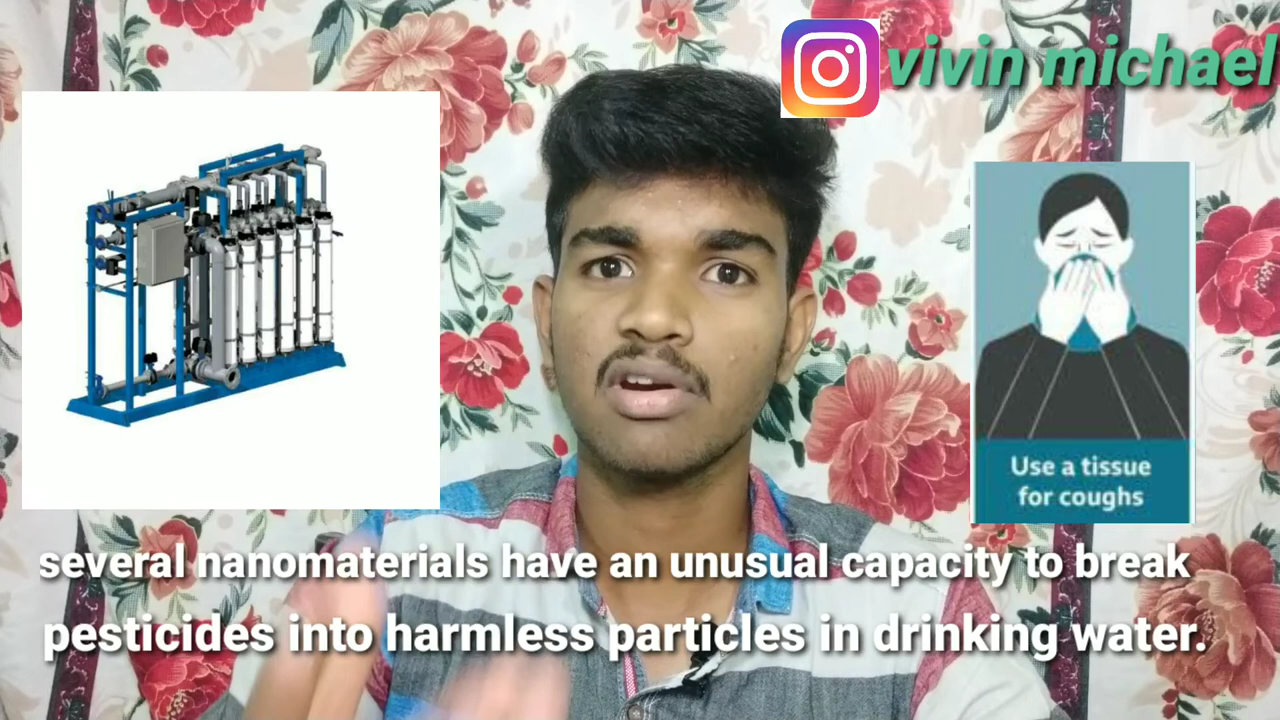 vivin michael
Use a tissue
for coughs
several nanomaterials have an unusual capacity to break
pesticides into harmless particles in drinking water.